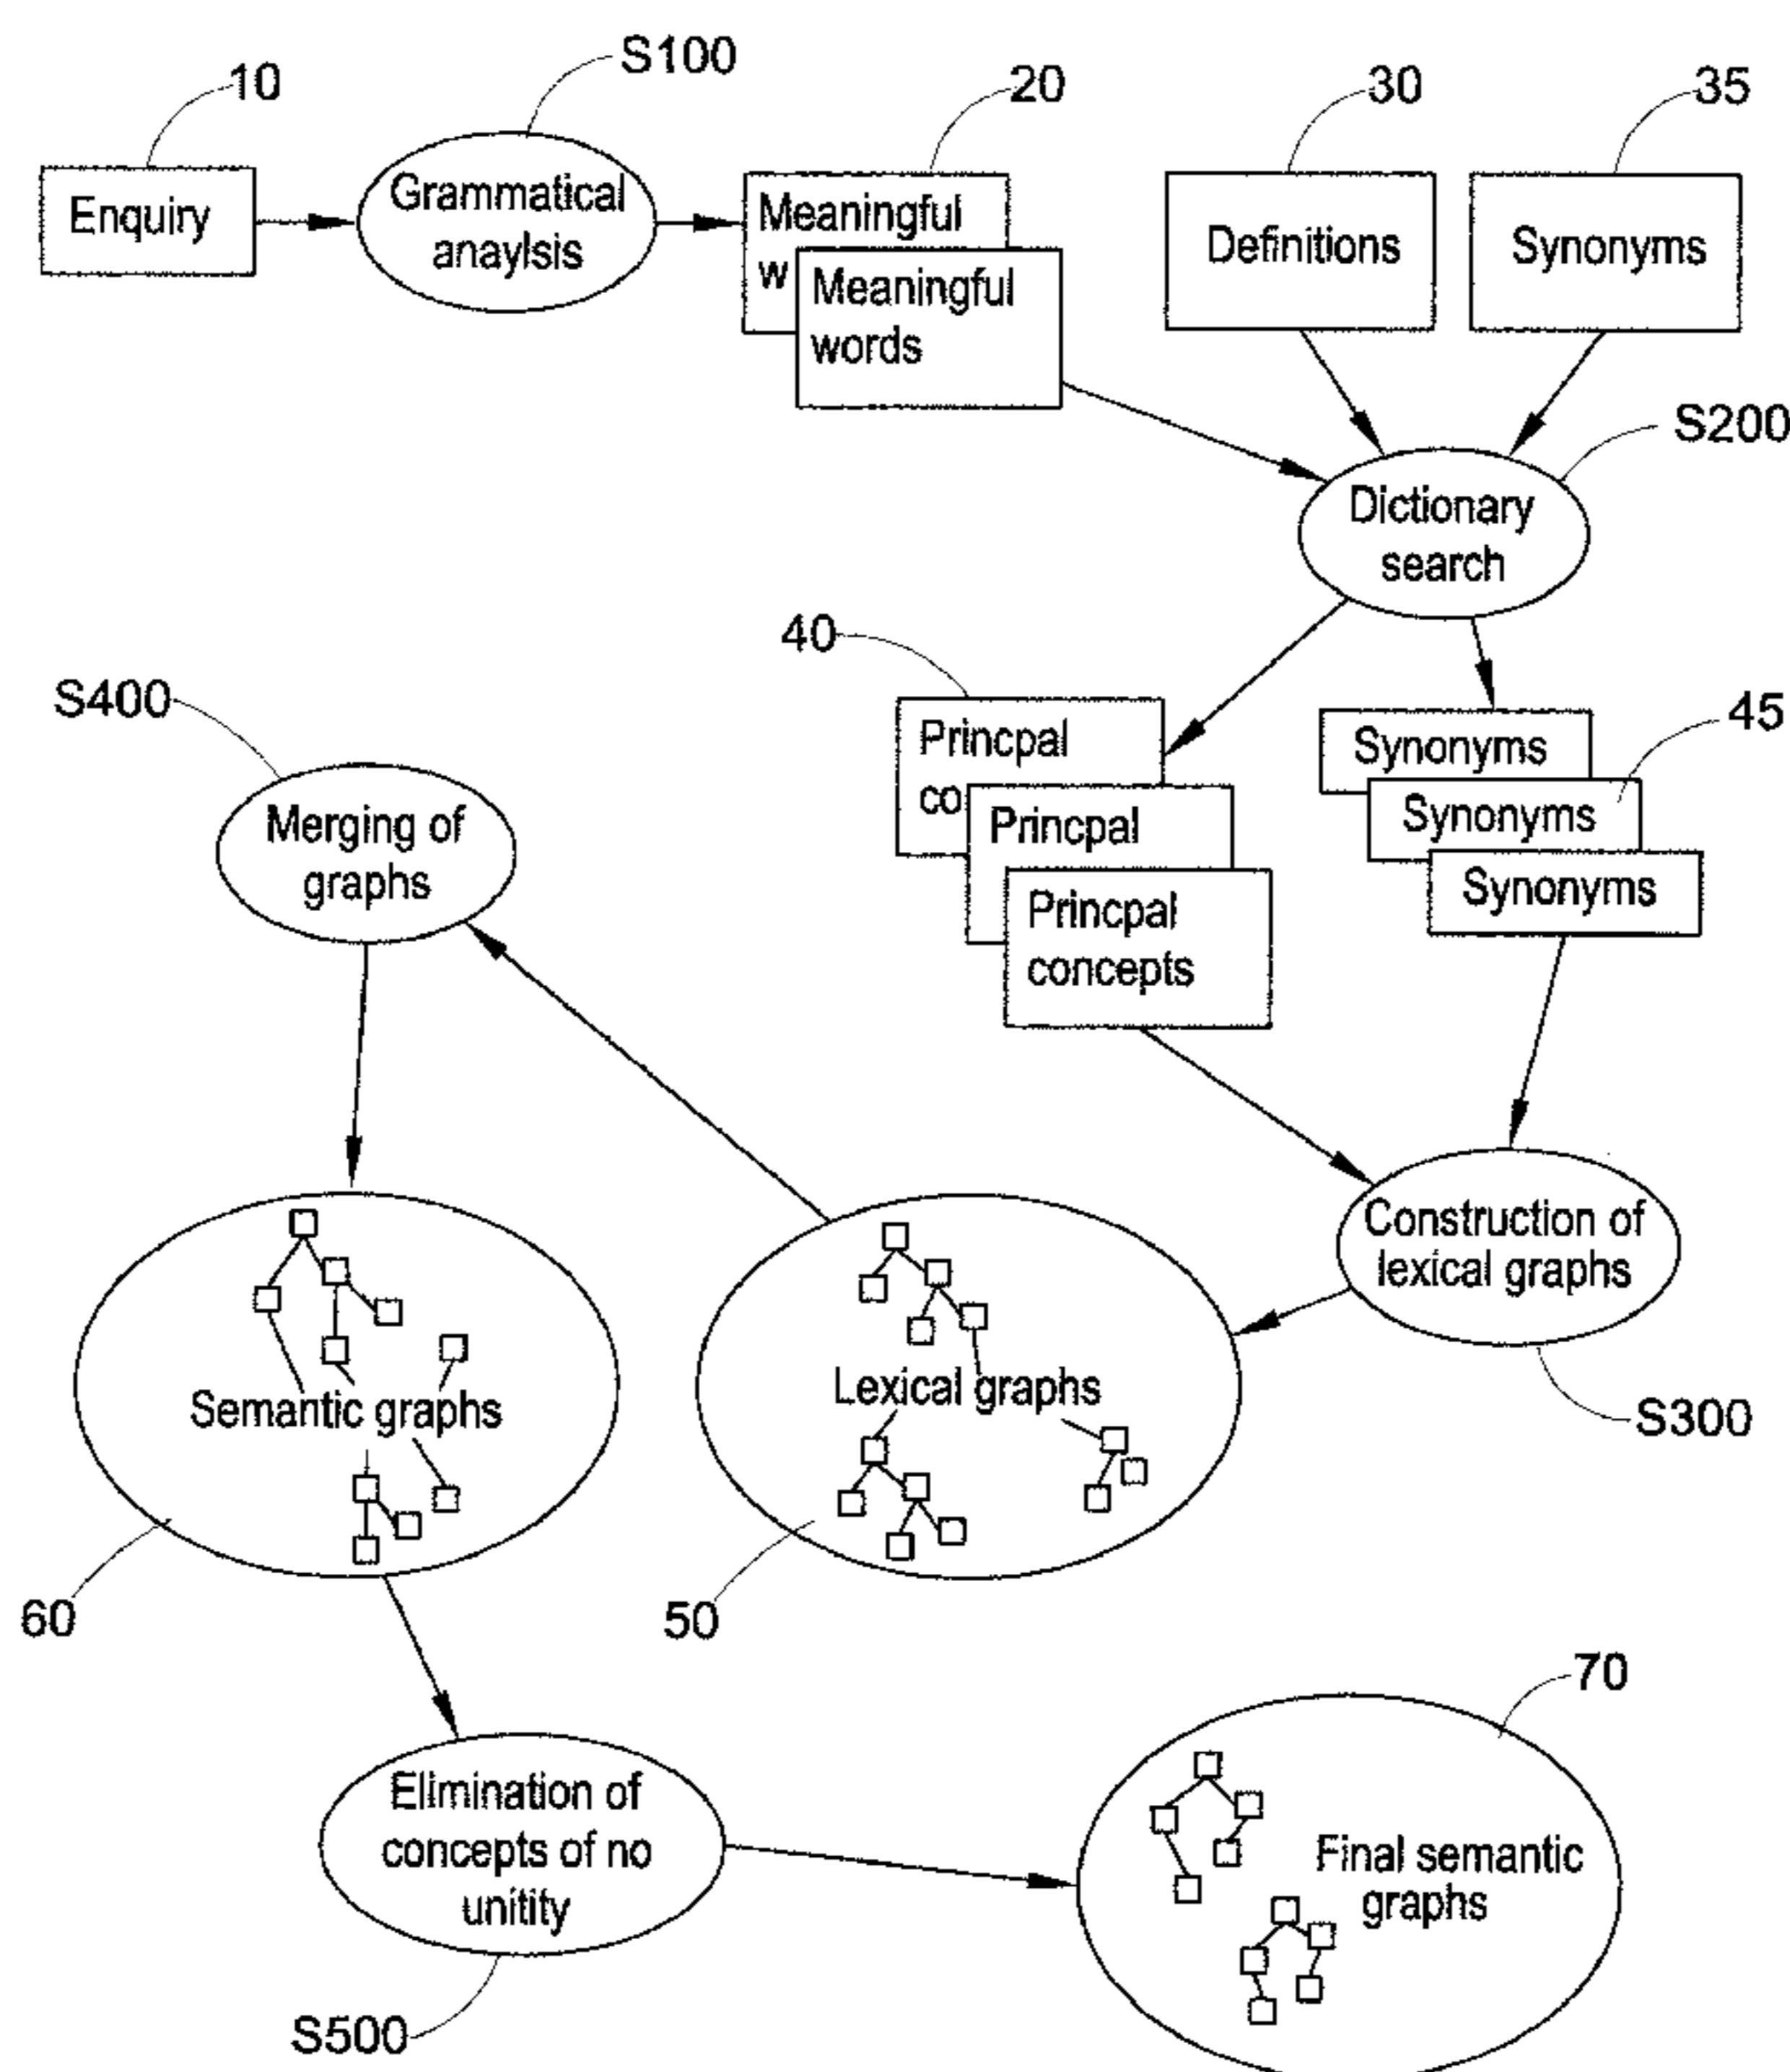 10
S100
20
30
35
Enquiry
Grammatical
anaylsis
Meaningful
w
Meaningful
words
Definitions
Synonyms
S200
Dictionary
search
40
45
S400
Princpal
co
Princpal
Princpal
concepts
Synonyms
Synonyms
Synonyms
Merging of
graphs
Construction of
lexical graphs
S300
Semantic graphs
Lexical graphs
60
50
70
Elimination of
concepts of no
unitity
Final semantic
graphs
S500